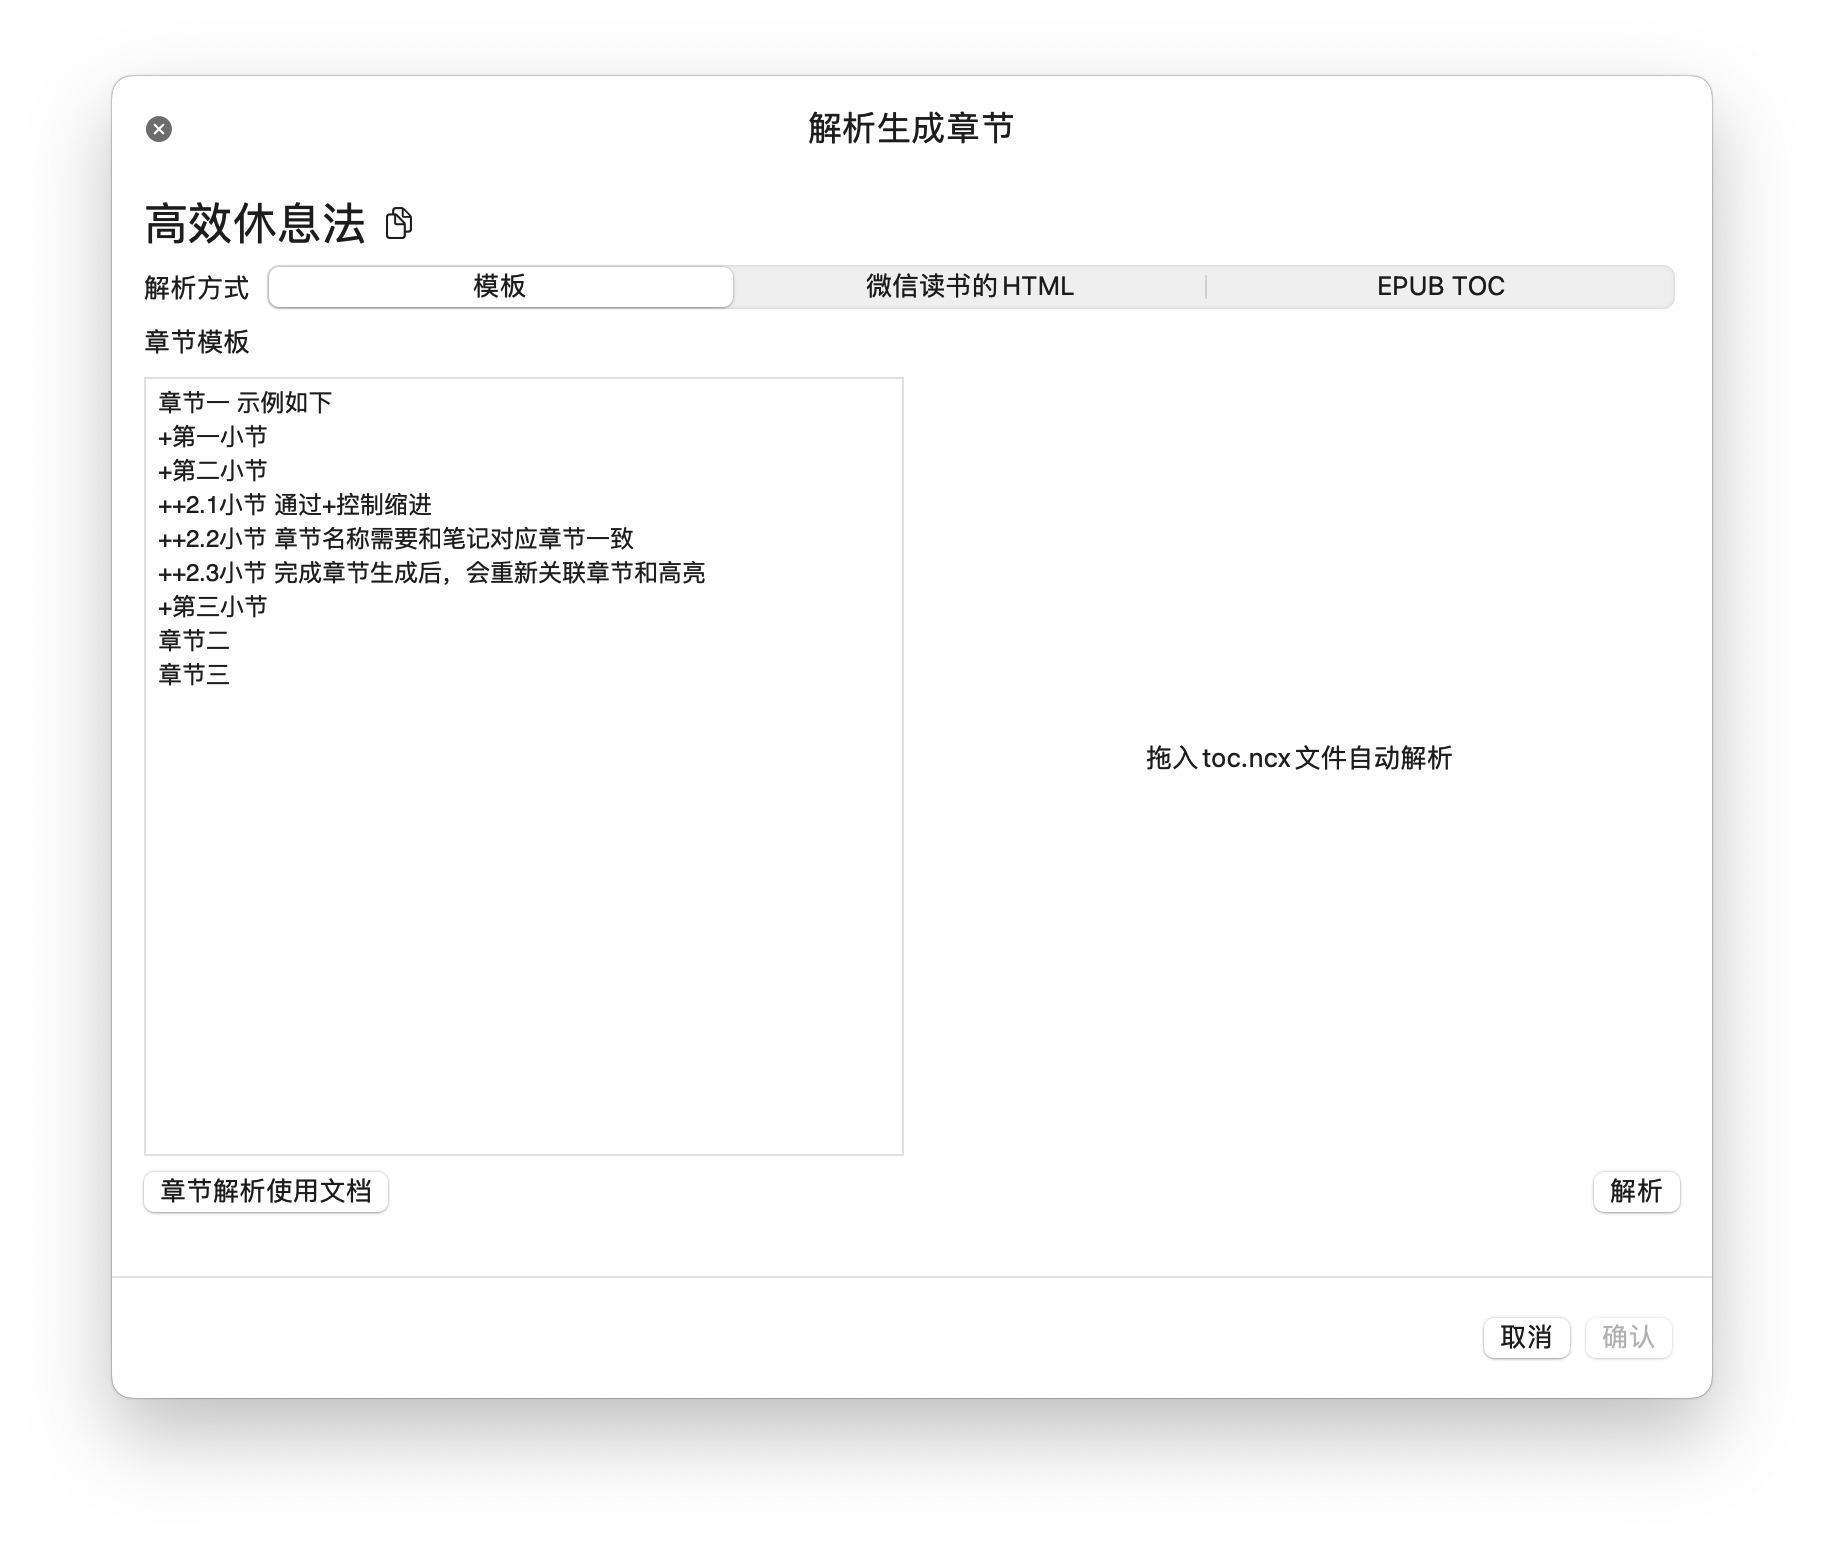 解析生成章节
高效休息法
解析方式
模板
微信读书的HTML
EPUB TOC
章节模板
章节一 示例如下
+第一小节
+第二小节
++2.1小节 通过+控制缩进
++2.2小节 章节名称需要和笔记对应章节一致
++2.3小节 完成章节生成后，会重新关联章节和高亮
+第三小节
章节二
章节三
拖入toc.ncx文件自动解析
章节解析使用文档
解析
取消
确认